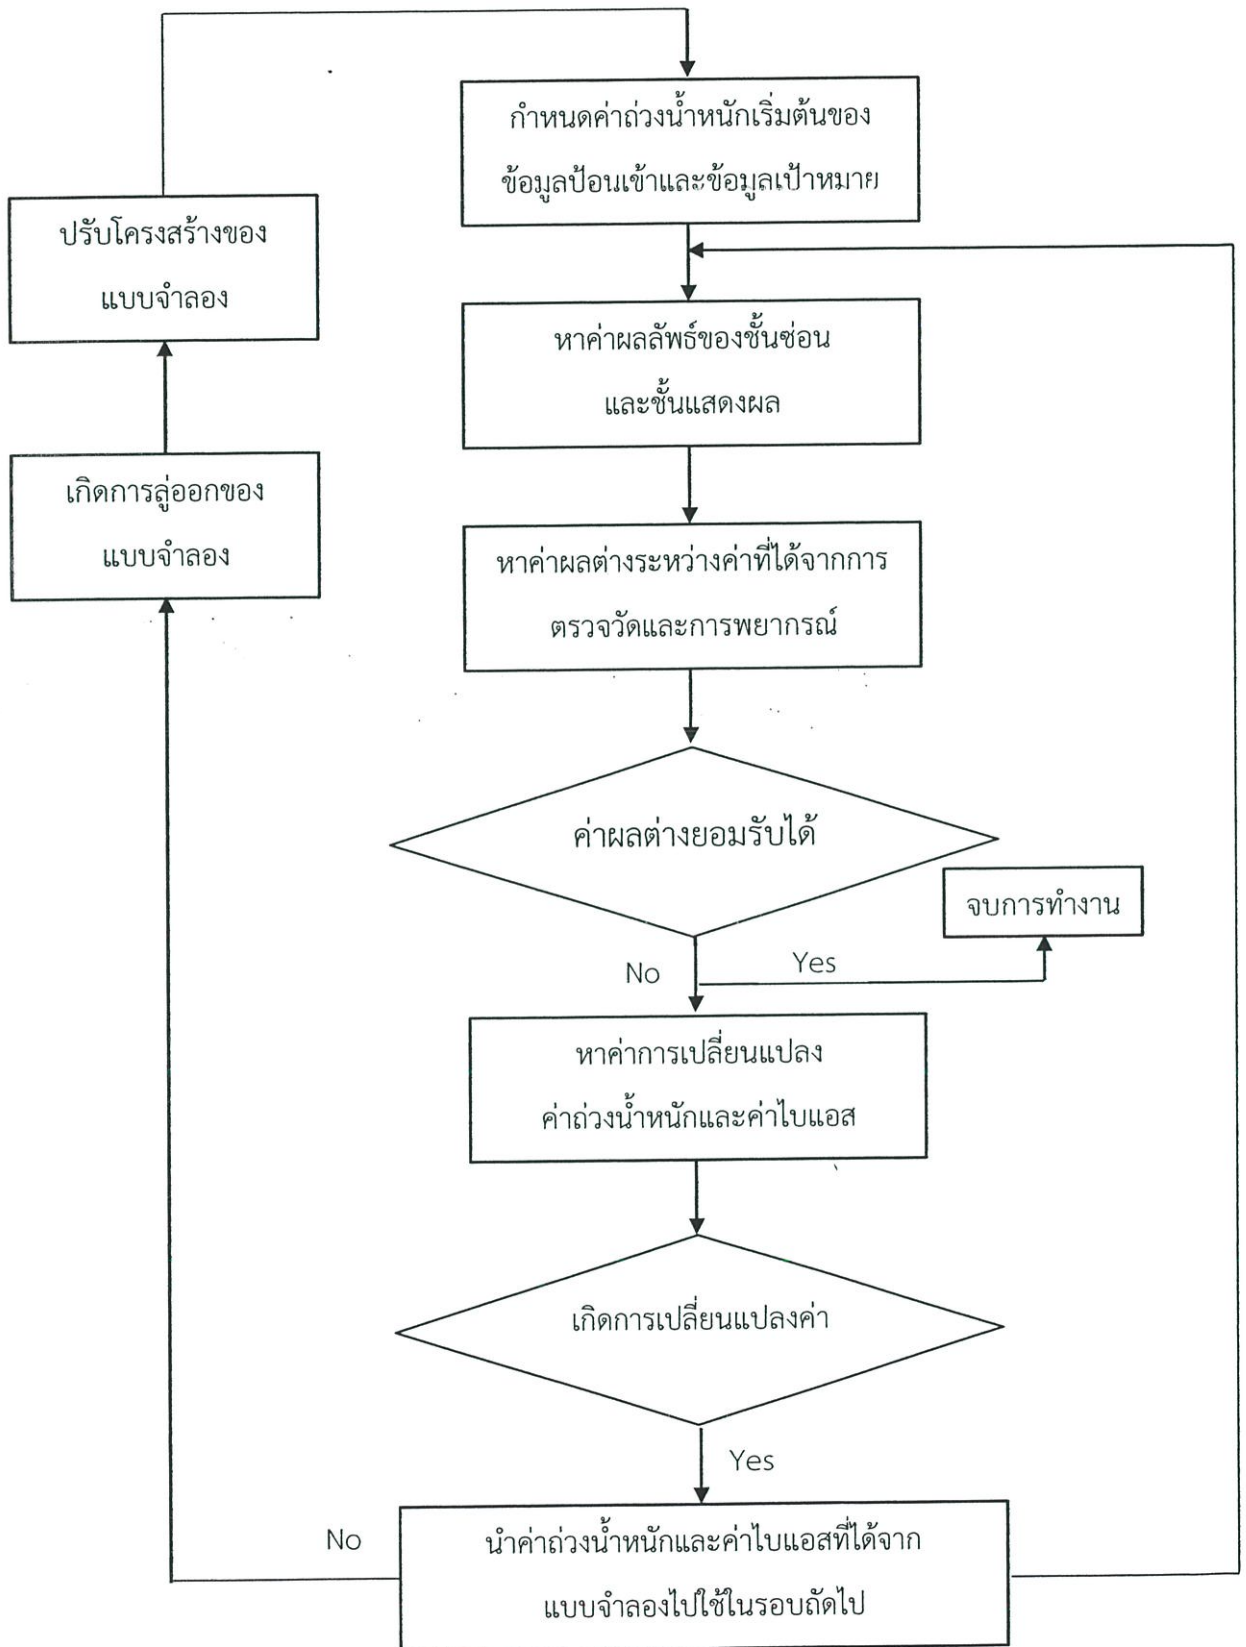 กำหนดค่าถ่วงน้ำหนักเริ่มต้นของ
ข้อมูลป้อนเข้าและข้อมูลเป้าหมาย
ปรับโครงสร้างของ
แบบจำลอง
หาค่าผลลัพธ์ของชั้นซ่อน
และชั้นแสดงผล
เกิดการลู่ออกของ
แบบจำลอง
หาค่าผลต่างระหว่างค่าที่ได้จากการ
ตรวจวัดและการพยากรณ์
ค่าผลต่างยอมรับได้
จบการทำงาน
No
Yes
หาค่าการเปลี่ยนแปลง
ค่าถ่วงน้ำหนักและค่าไบแอส
เกิดการเปลี่ยนแปลงค่า
Yes
No
นำค่าถ่วงน้ำหนักและค่าไบแอสที่ได้จาก
แบบจำลองไปใช้ในรอบถัดไป